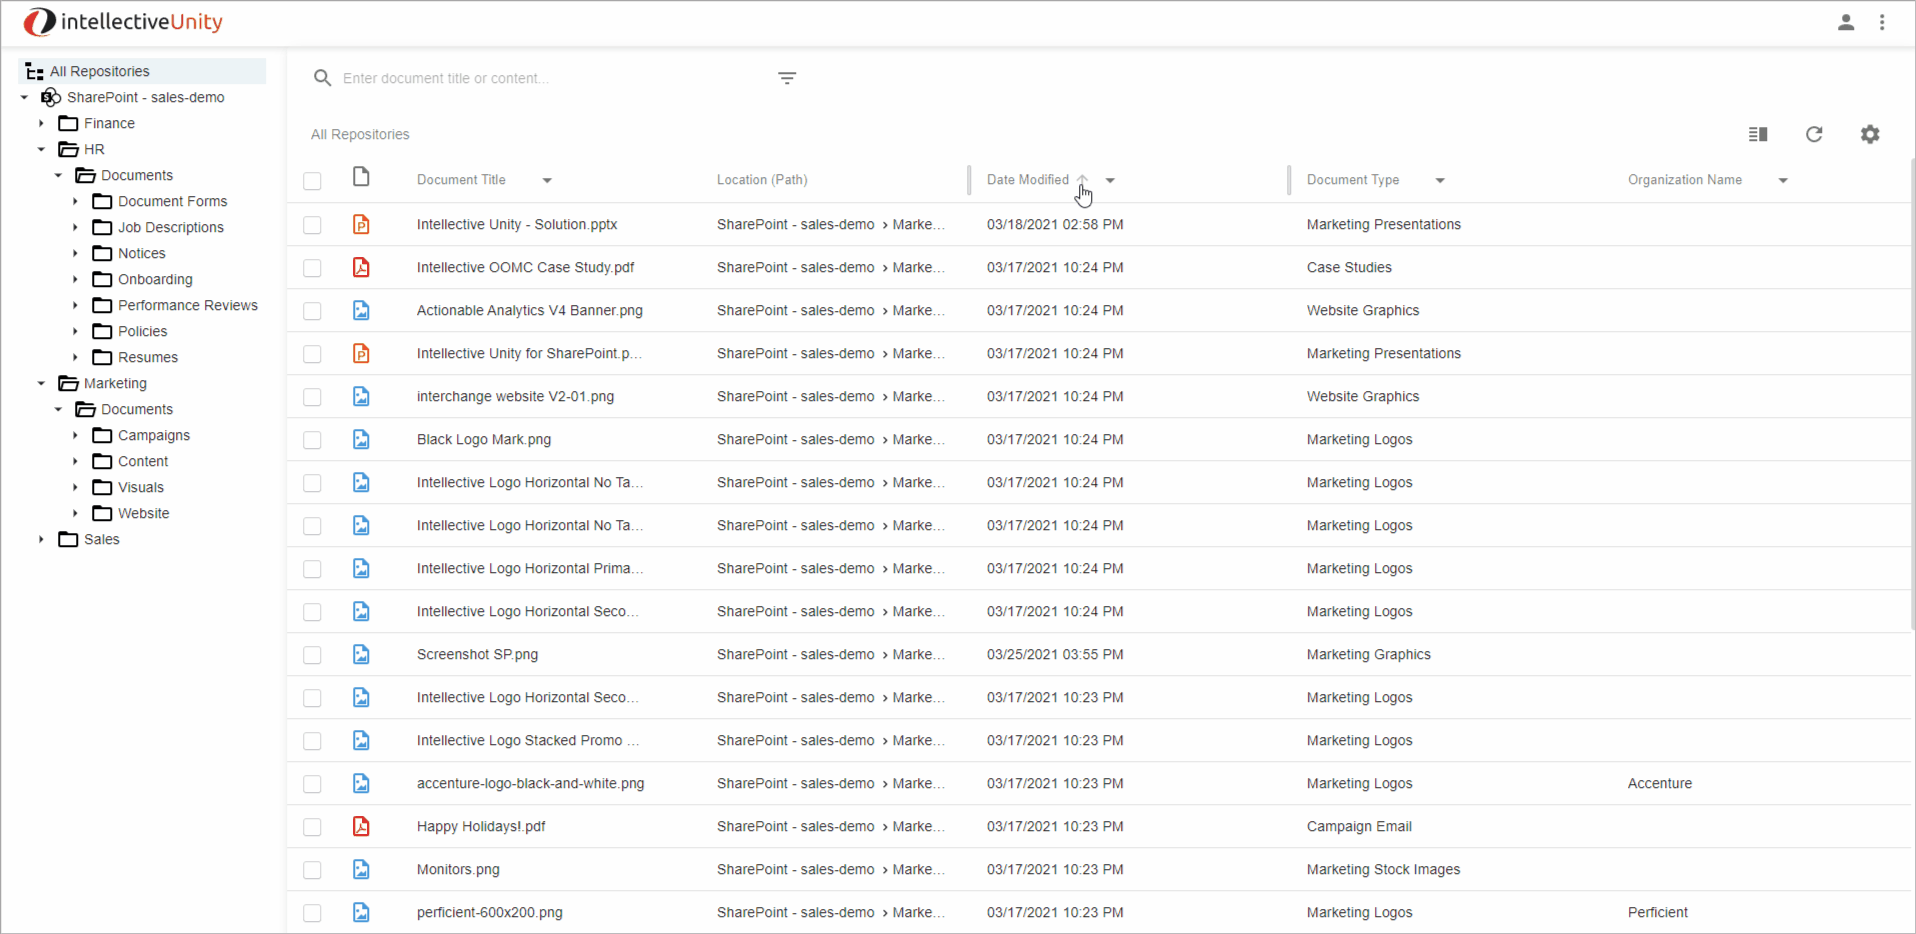 intellectiveUnity
All Repositories
SharePoint - sales-demo
Finance
HR
Documents
Document Forms
Job Descriptions
Notices
Onboarding
Performance Reviews
Policies
Resumes
Marketing
Documents
Campaigns
Content
Visuals
Website
Sales
Enter document title or content...
All Repositories
Document Title Location (Path) Date Modified Document Type Organization Name
Intellective Unity - Solution.pptx SharePoint - sales-demo › Marke... 03/18/2021 02:58 PM Marketing Presentations
Intellective OOMC Case Study.pdf SharePoint - sales-demo › Marke... 03/17/2021 10:24 PM Case Studies
Actionable Analytics V4 Banner.png SharePoint - sales-demo › Marke... 03/17/2021 10:24 PM Website Graphics
Intellective Unity for SharePoint.p... SharePoint - sales-demo › Marke... 03/17/2021 10:24 PM Marketing Presentations
interchange website V2-01.png SharePoint - sales-demo › Marke... 03/17/2021 10:24 PM Website Graphics
Black Logo Mark.png SharePoint - sales-demo › Marke... 03/17/2021 10:24 PM Marketing Logos
Intellective Logo Horizontal No Ta... SharePoint - sales-demo › Marke... 03/17/2021 10:24 PM Marketing Logos
Intellective Logo Horizontal No Ta... SharePoint - sales-demo › Marke... 03/17/2021 10:24 PM Marketing Logos
Intellective Logo Horizontal Prima... SharePoint - sales-demo › Marke... 03/17/2021 10:24 PM Marketing Logos
Intellective Logo Horizontal Seco... SharePoint - sales-demo › Marke... 03/17/2021 10:24 PM Marketing Logos
Screenshot SP.png SharePoint - sales-demo › Marke... 03/25/2021 03:55 PM Marketing Graphics
Intellective Logo Horizontal Seco... SharePoint - sales-demo › Marke... 03/17/2021 10:23 PM Marketing Logos
Intellective Logo Stacked Promo ... SharePoint - sales-demo › Marke... 03/17/2021 10:23 PM Marketing Logos
accenture-logo-black-and-white.png SharePoint - sales-demo › Marke... 03/17/2021 10:23 PM Marketing Logos Accenture
Happy Holidays!.pdf SharePoint - sales-demo › Marke... 03/17/2021 10:23 PM Campaign Email
Monitors.png SharePoint - sales-demo › Marke... 03/17/2021 10:23 PM Marketing Stock Images
perficient-600x200.png SharePoint - sales-demo › Marke... 03/17/2021 10:23 PM Marketing Logos Perficient